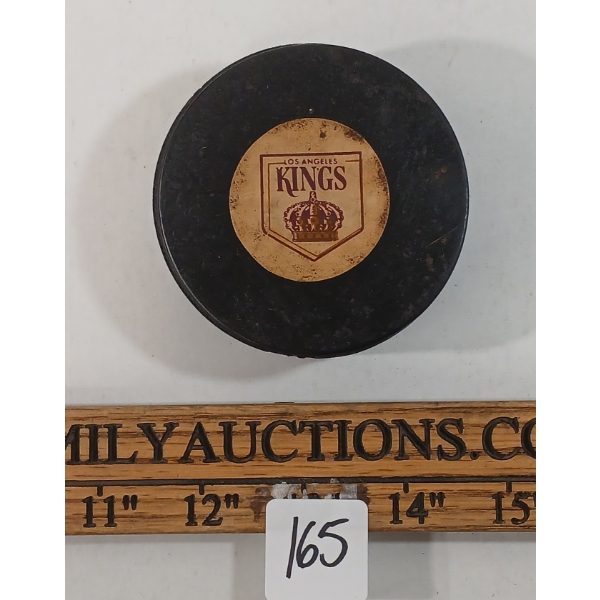 LOS ANGELES
KINGS
MILYAUCTIONS.CO
11" 12" 14" 15"
165